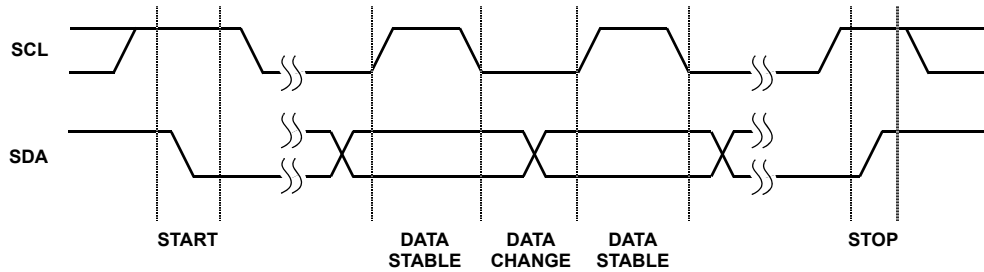 SCL
SDA
START
DATA
STABLE
DATA
CHANGE
DATA
STABLE
STOP